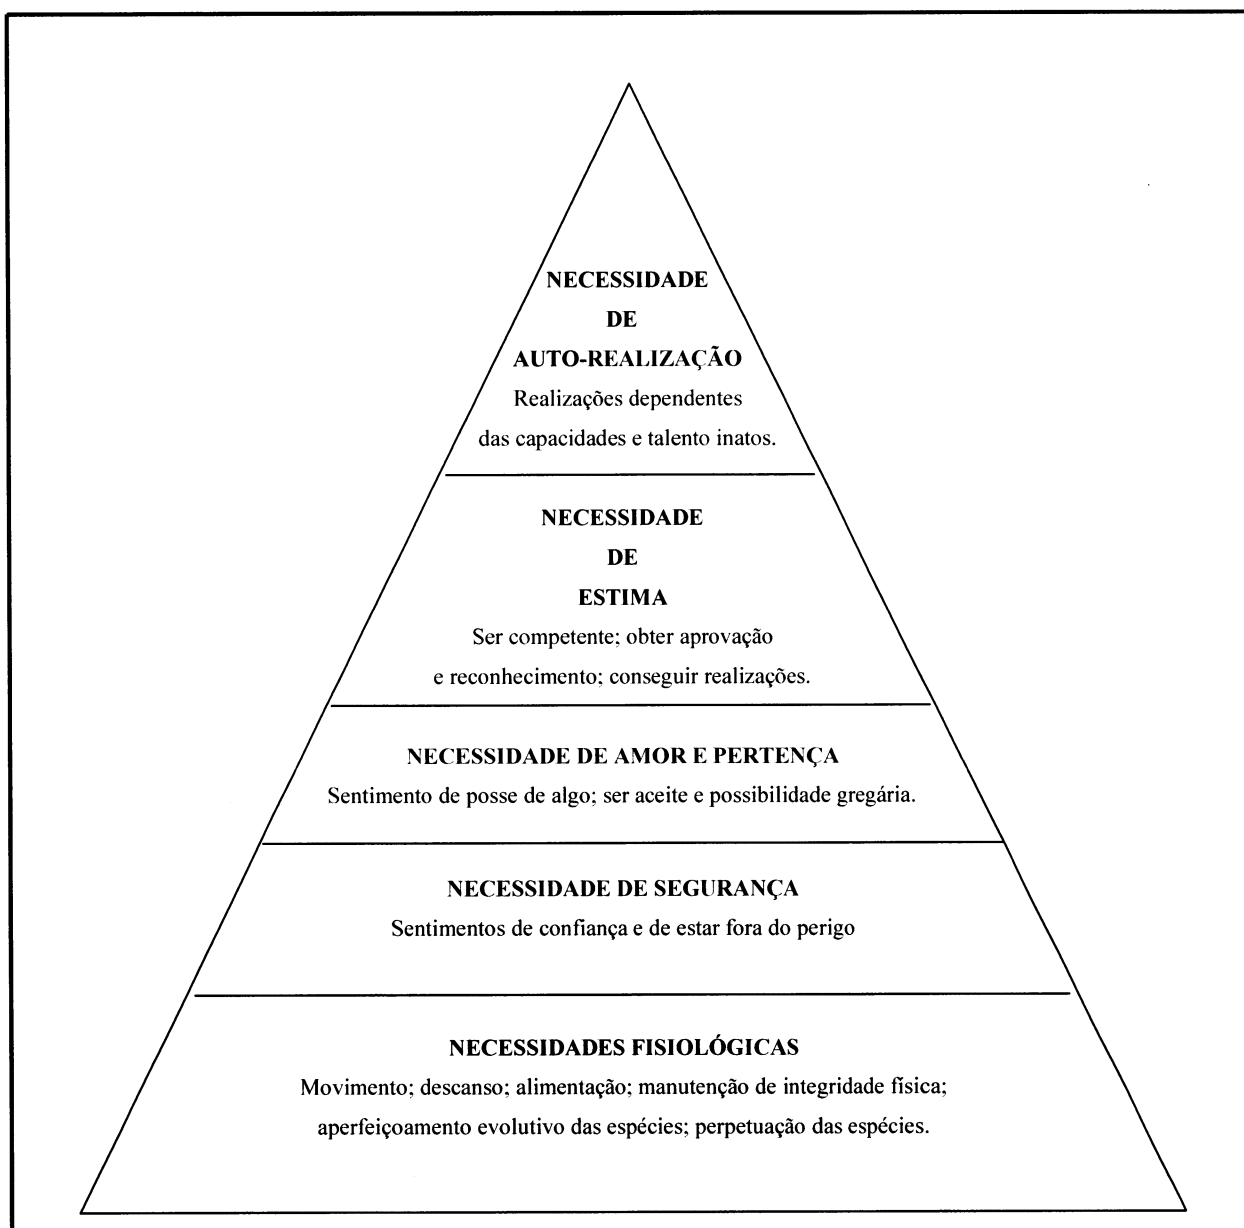 NECESSIDADE
DE
AUTO-REALIZAÇÃO
Realizações dependentes
das capacidades e talento inatos.
NECESSIDADE
DE
ESTIMA
Ser competente; obter aprovação
e reconhecimento; conseguir realizações.
NECESSIDADE DE AMOR E PERTENÇA
Sentimento de posse de algo; ser aceite e possibilidade gregária.
NECESSIDADE DE SEGURANÇA
Sentimentos de confiança e de estar fora do perigo
NECESSIDADES FISIOLÓGICAS
Movimento; descanso; alimentação; manutenção de integridade física;
aperfeiçoamento evolutivo das espécies; perpetuação das espécies.